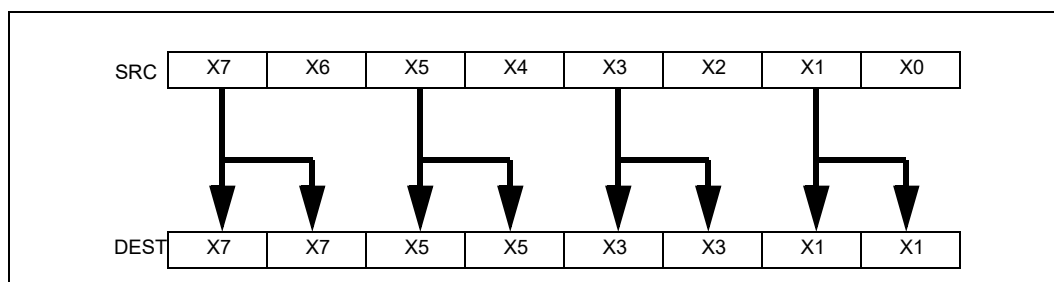 SRC X7 X6 X5 X4 X3 X2 X1 X0
DEST X7 X7 X5 X5 X3 X3 X1 X1